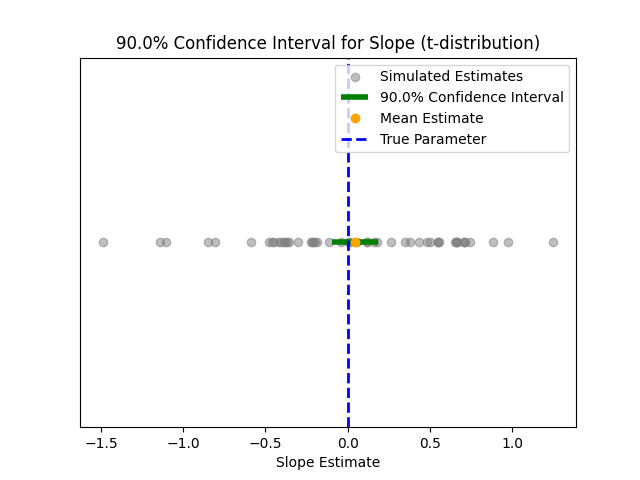 90.0% Confidence Interval for Slope (t-distribution)
Simulated Estimates
90.0% Confidence Interval
Mean Estimate
True Parameter
−1.5 −1.0 −0.5 0.0 0.5 1.0
Slope Estimate